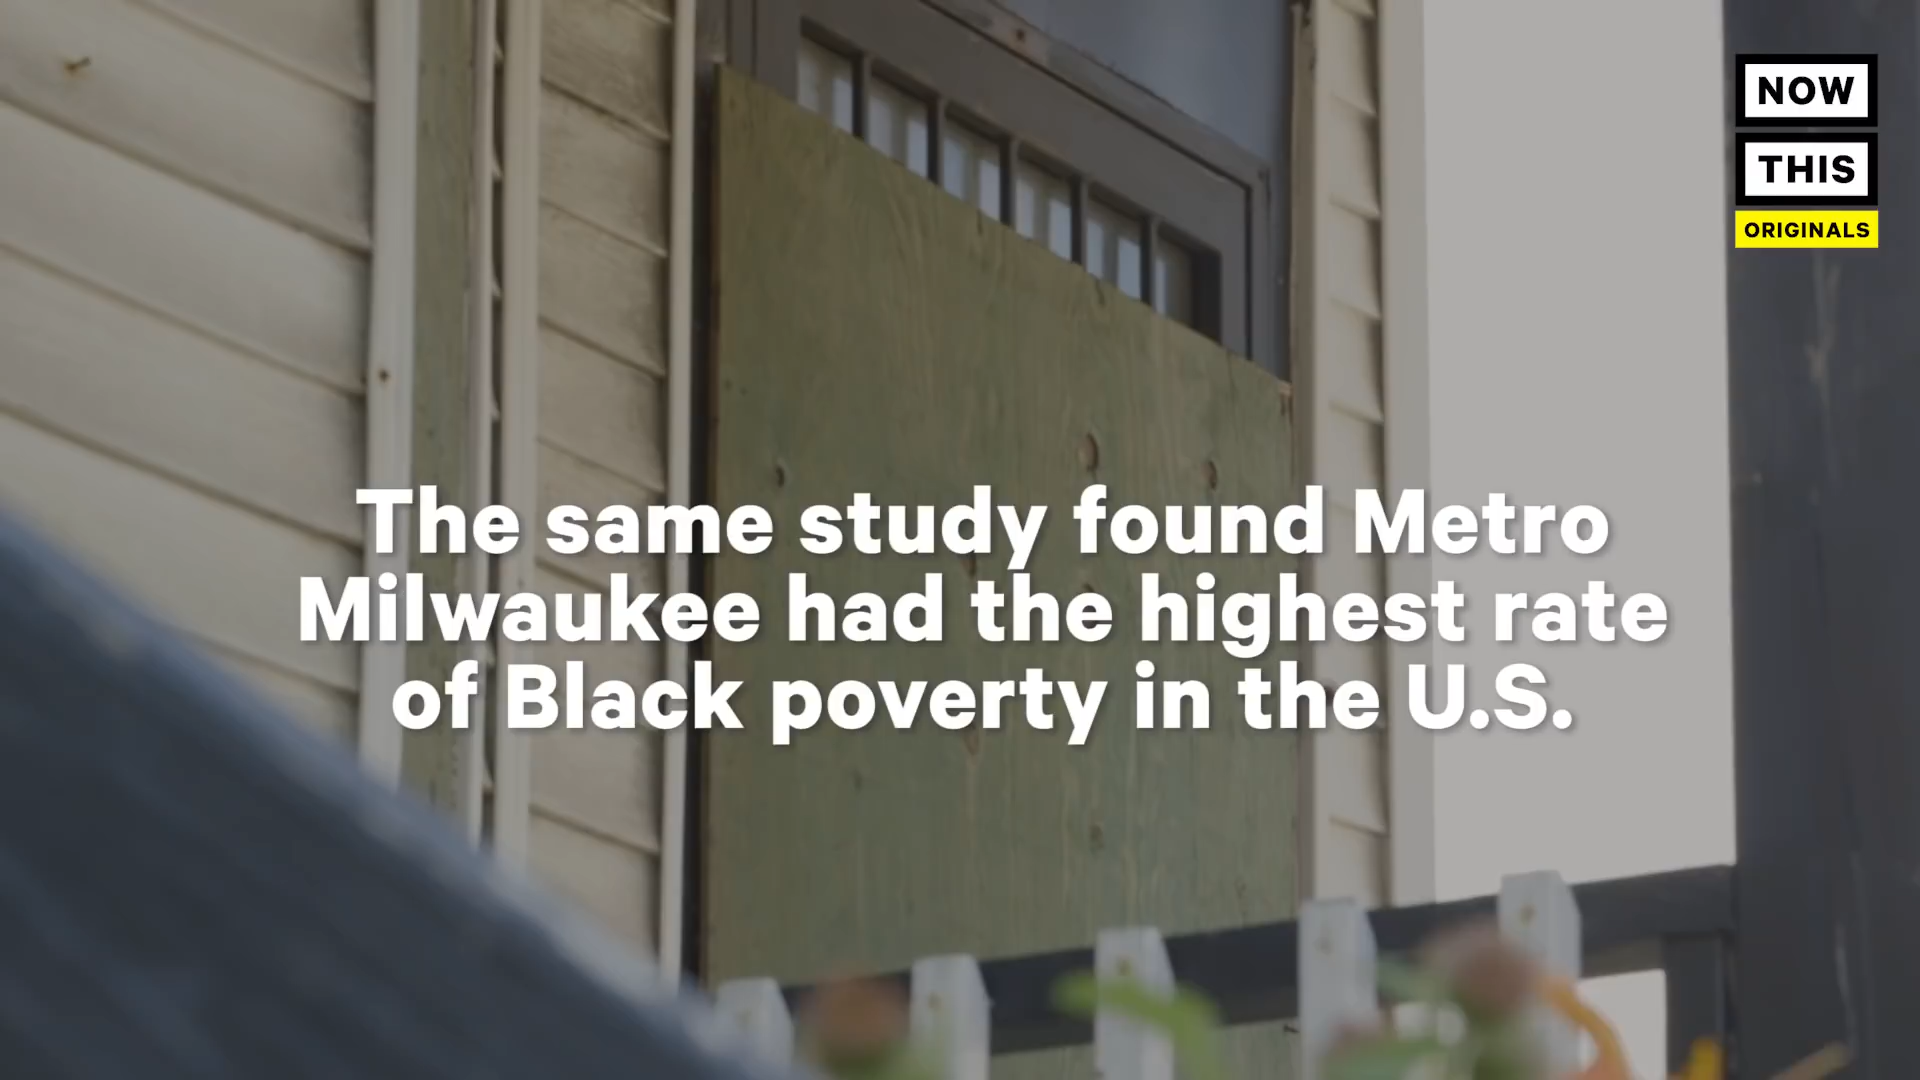 NOW
THIS
ORIGINALS
The same study found Metro
Milwaukee had the highest rate
of Black poverty in the U.S.